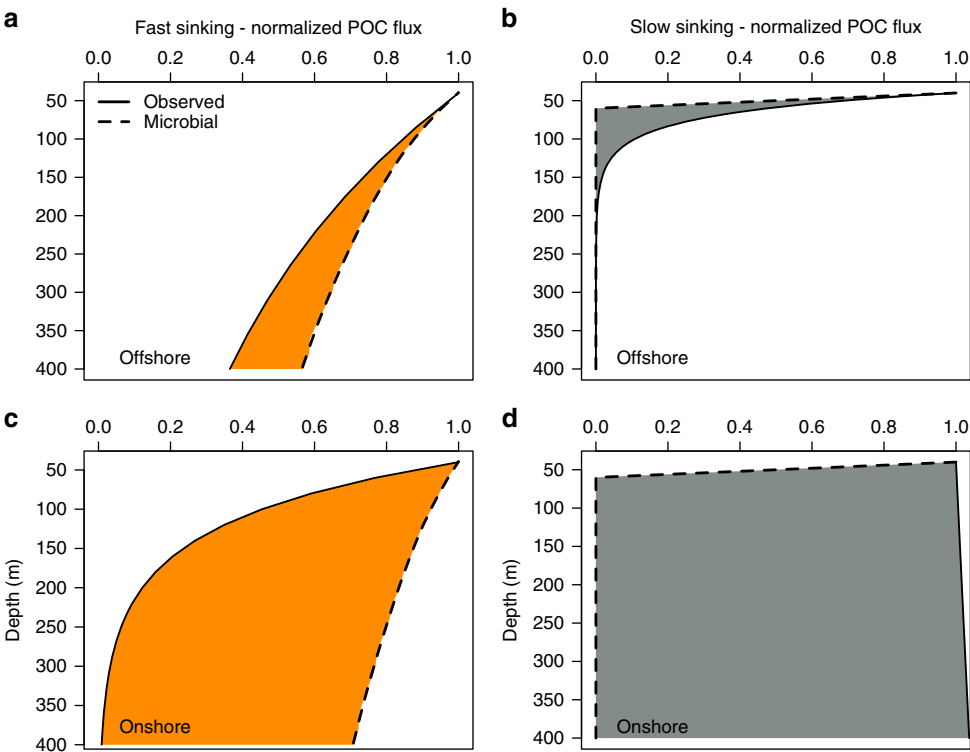 a
Fast sinking - normalized POC flux
0.0 0.2 0.4 0.6 0.8 1.0
50
100
150
200
250
300
350
400
Observed
Microbial
Offshore
b
Slow sinking - normalized POC flux
0.0 0.2 0.4 0.6 0.8 1.0
50
100
150
200
250
300
350
400
Offshore
c
0.0 0.2 0.4 0.6 0.8 1.0
Depth (m)
50
100
150
200
250
300
350
400
Onshore
d
0.0 0.2 0.4 0.6 0.8 1.0
Depth (m)
50
100
150
200
250
300
350
400
Onshore